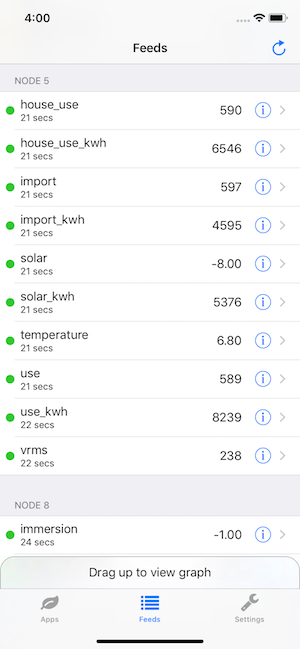 4:00
Feeds
NODE 5
house_use 590
21 secs
house_use_kwh 6546
21 secs
import 597
21 secs
import_kwh 4595
21 secs
solar -8.00
21 secs
solar_kwh 5376
21 secs
temperature 6.80
21 secs
use 589
21 secs
use_kwh 8239
22 secs
vrms 238
22 secs
NODE 8
immersion -1.00
24 secs
Drag up to view graph
Apps Feeds Settings